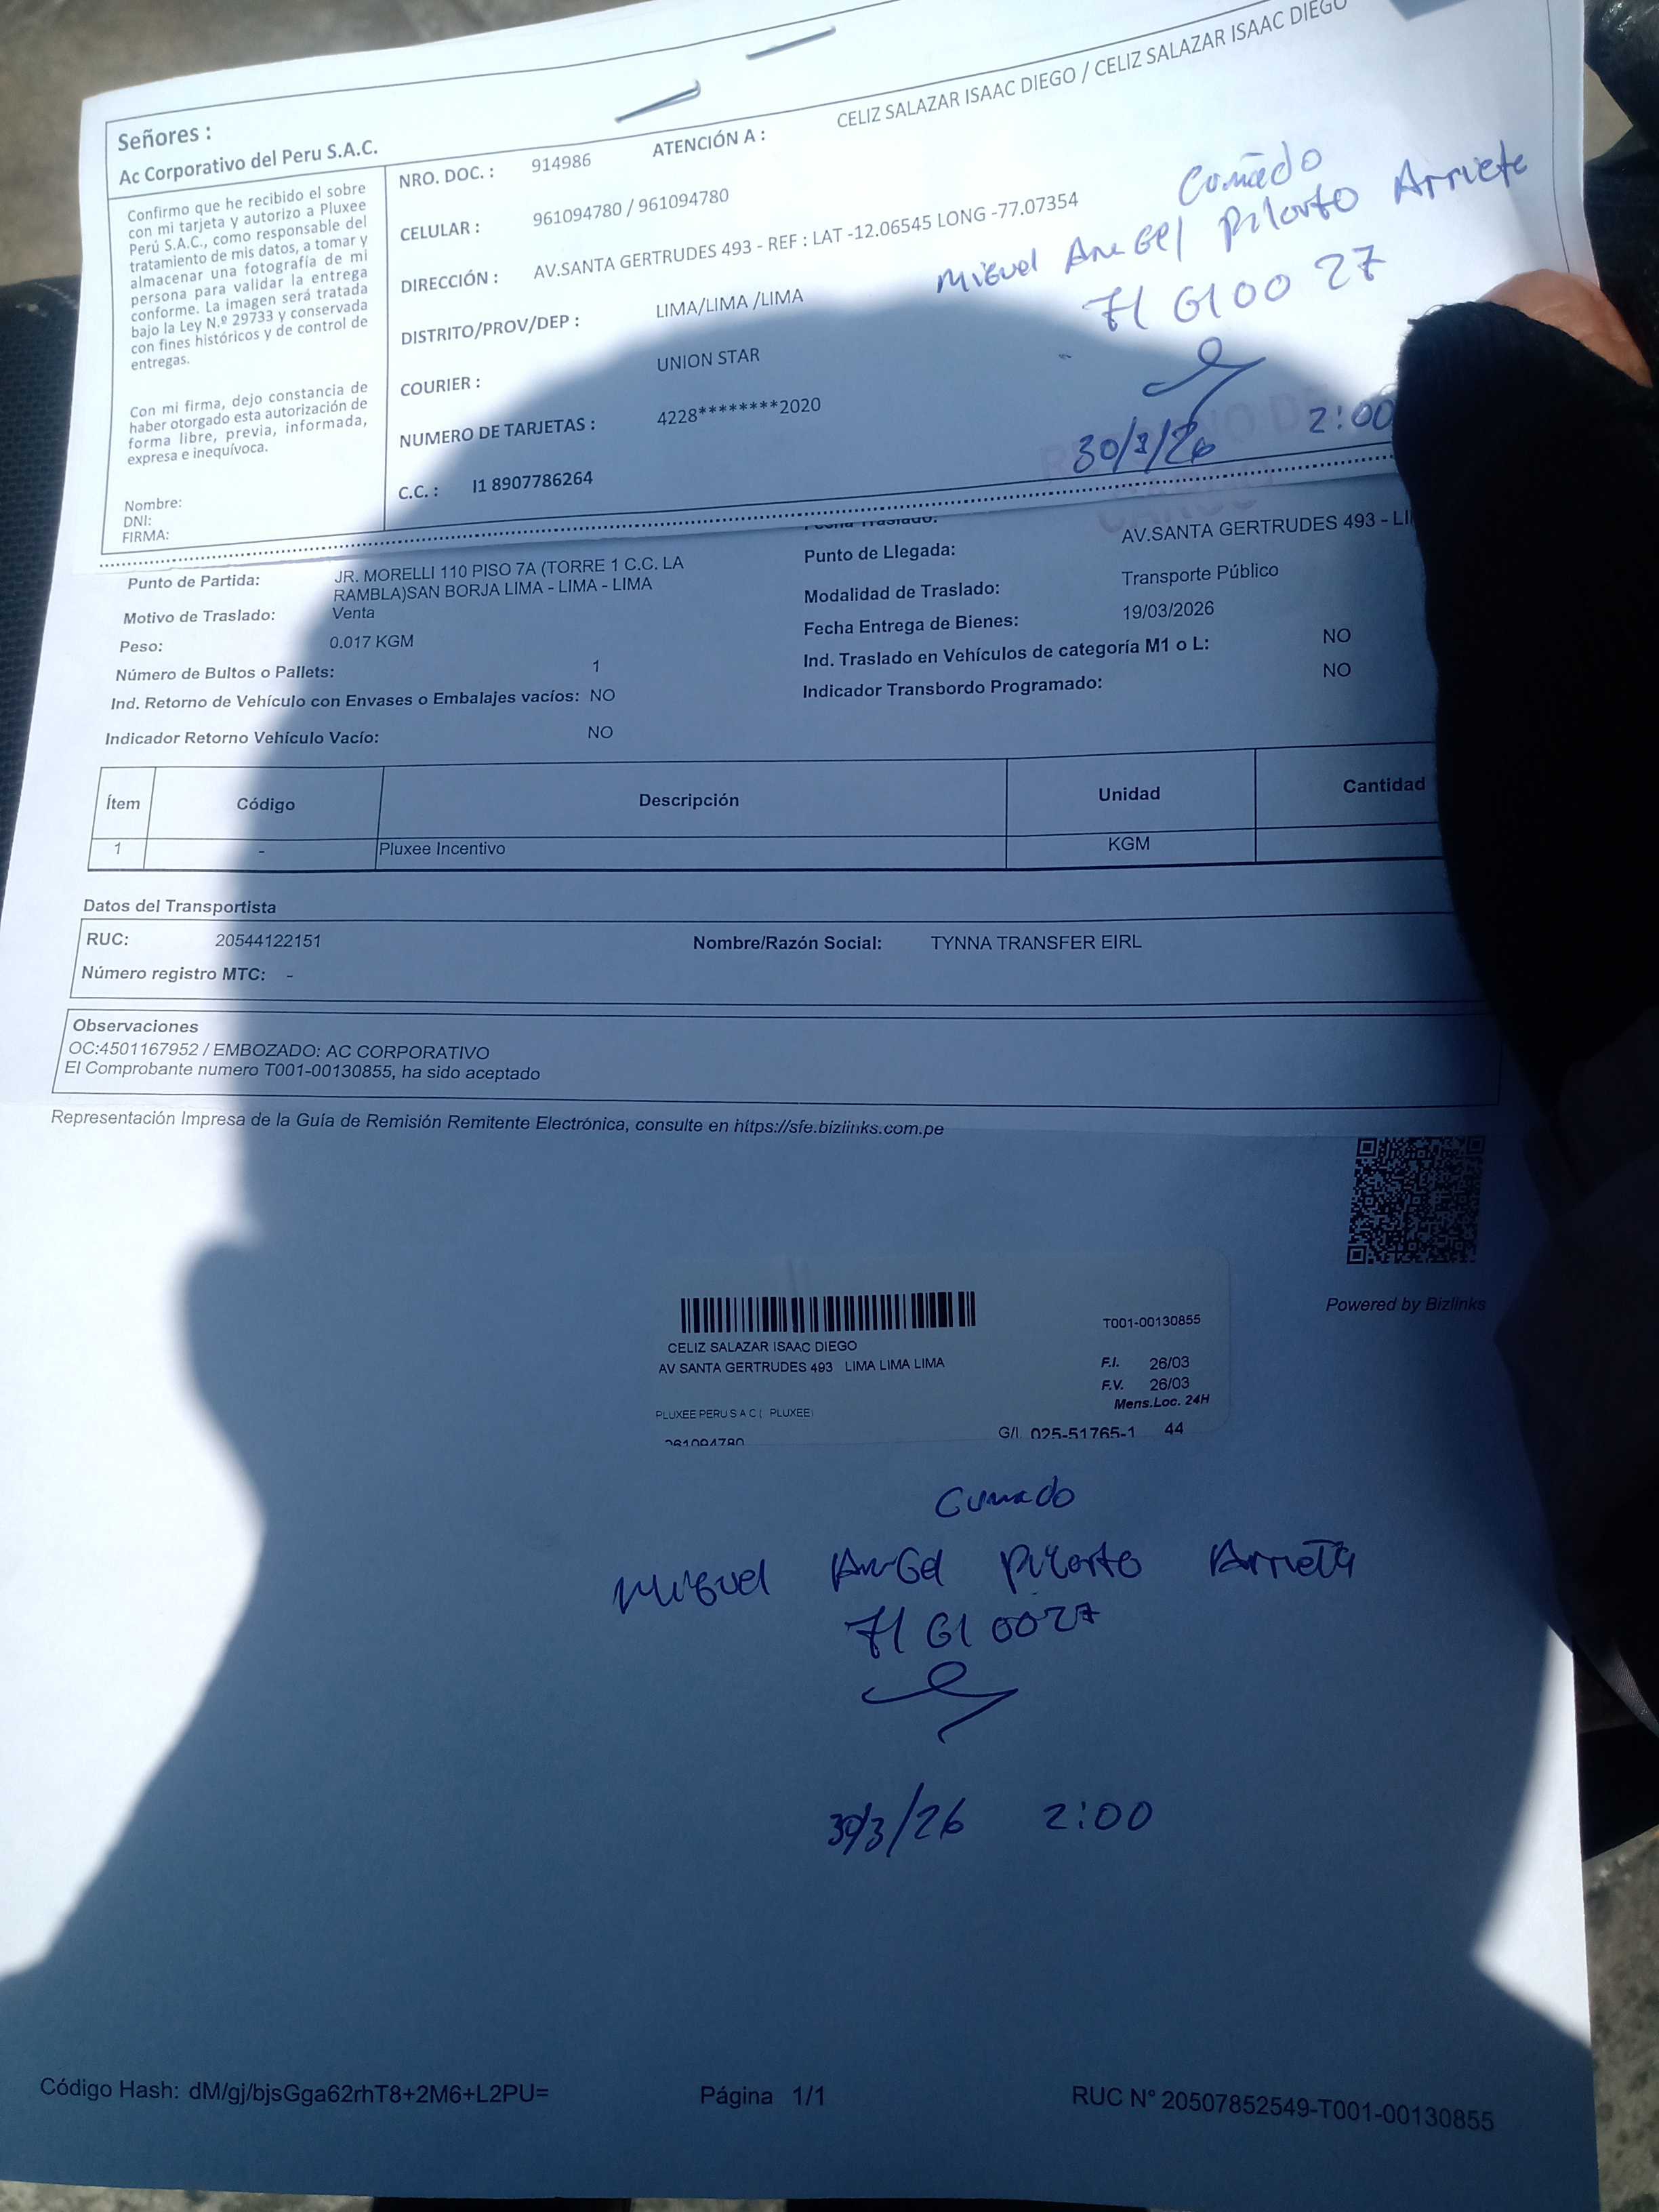 Señores :
Ac Corporativo del Peru S.A.C.
Confirmo que he recibido el sobre
con mi tarjeta y autorizo a Pluxee
Perú S.A.C., como responsable del
tratamiento de mis datos, a tomar y
almacenar una fotografía de mi
persona para validar la entrega
conforme. La imagen será tratada
bajo la Ley N.º 29733 y conservada
con fines históricos y de control de
entregas.
Con mi firma, dejo constancia de
haber otorgado esta autorización de
forma libre, previa, informada,
expresa e inequívoca.
Nombre:
DNI:
FIRMA:
NRO. DOC. : 914986 ATENCIÓN A : CELIZ SALAZAR ISAAC DIEGO / CELIZ SALAZAR ISAAC DIEGO
CELULAR : 961094780 / 961094780
DIRECCIÓN : AV.SANTA GERTRUDES 493 - REF : LAT -12.06545 LONG -77.07354
DISTRITO/PROV/DEP : LIMA/LIMA /LIMA
COURIER : UNION STAR
NUMERO DE TARJETAS : 4228********2020
C.C. : I1 8907786264
Cuñado
Miguel Angel Pilarto Arriete
71 61 00 27
30/3/26 2:00
CARGO
Punto de Partida: JR. MORELLI 110 PISO 7A (TORRE 1 C.C. LA
RAMBLA)SAN BORJA LIMA - LIMA - LIMA
Motivo de Traslado: Venta
Peso: 0.017 KGM
Número de Bultos o Pallets: 1
Ind. Retorno de Vehículo con Envases o Embalajes vacíos: NO
Indicador Retorno Vehículo Vacío: NO
Punto de Llegada: AV.SANTA GERTRUDES 493 - LI
Modalidad de Traslado: Transporte Público
Fecha Entrega de Bienes: 19/03/2026
Ind. Traslado en Vehículos de categoría M1 o L: NO
Indicador Transbordo Programado: NO
Ítem Código Descripción Unidad Cantidad
1 - Pluxee Incentivo KGM
Datos del Transportista
RUC: 20544122151 Nombre/Razón Social: TYNNA TRANSFER EIRL
Número registro MTC: -
Observaciones
OC:4501167952 / EMBOZADO: AC CORPORATIVO
El Comprobante numero T001-00130855, ha sido aceptado
Representación Impresa de la Guía de Remisión Remitente Electrónica, consulte en https://sfe.bizlinks.com.pe
Powered by Bizlinks
T001-00130855
CELIZ SALAZAR ISAAC DIEGO
AV SANTA GERTRUDES 493 LIMA LIMA LIMA
F.I. 26/03
F.V. 26/03
Mens.Loc. 24H
PLUXEE PERU S A C ( PLUXEE)
G/I. 025-51765-1 44
961094780
Cuñado
Miguel Angel Pilarto Arrieta
71 61 0027
30/3/26 2:00
Código Hash: dM/gj/bjsGga62rhT8+2M6+L2PU=
Página 1/1
RUC N° 20507852549-T001-00130855